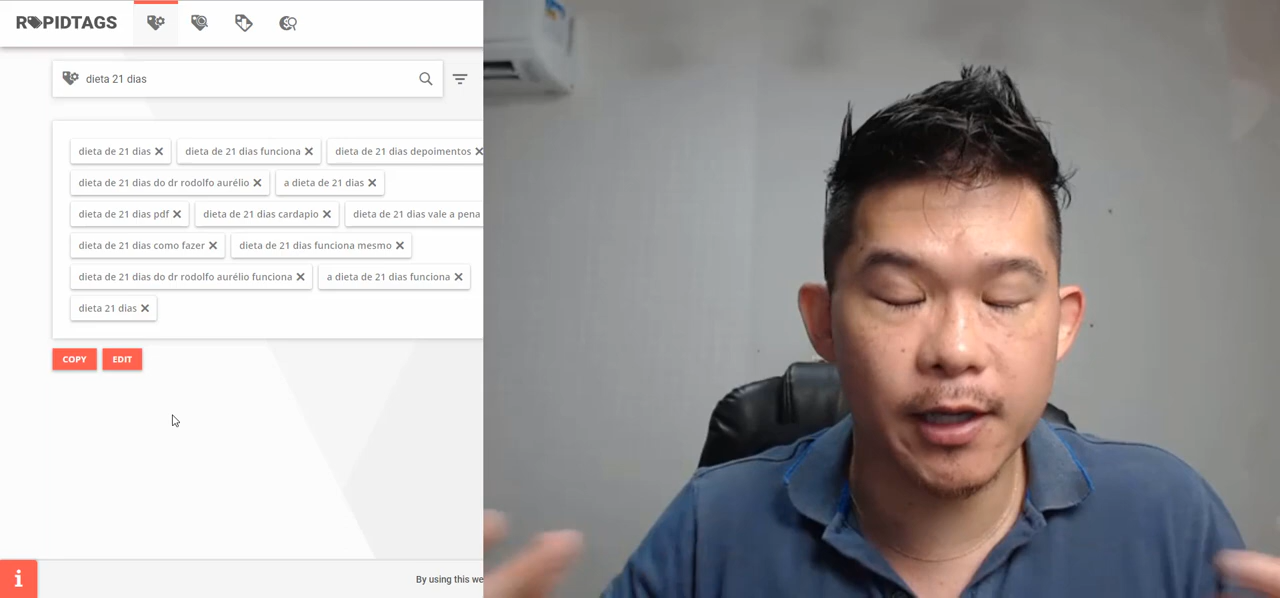 RAPIDTAGS
dieta 21 dias
dieta de 21 dias × dieta de 21 dias funciona × dieta de 21 dias depoimentos ×
dieta de 21 dias do dr rodolfo aurélio × a dieta de 21 dias ×
dieta de 21 dias pdf × dieta de 21 dias cardapio × dieta de 21 dias vale a pena
dieta de 21 dias como fazer × dieta de 21 dias funciona mesmo ×
dieta de 21 dias do dr rodolfo aurélio funciona × a dieta de 21 dias funciona ×
dieta 21 dias ×
COPY EDIT
i By using this we